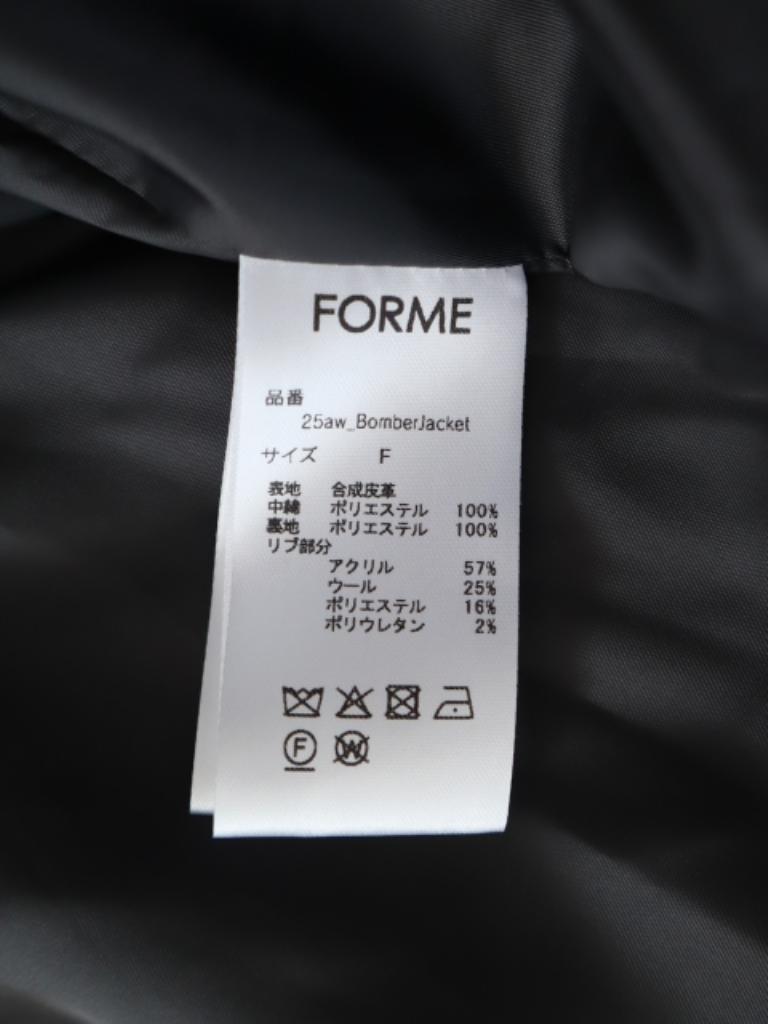 FORME
品番
25aw_BomberJacket
サイズ F
表地 合成皮革
中綿 ポリエステル 100%
裏地 ポリエステル 100%
リブ部分
アクリル 57%
ウール 25%
ポリエステル 16%
ポリウレタン 2%
F W